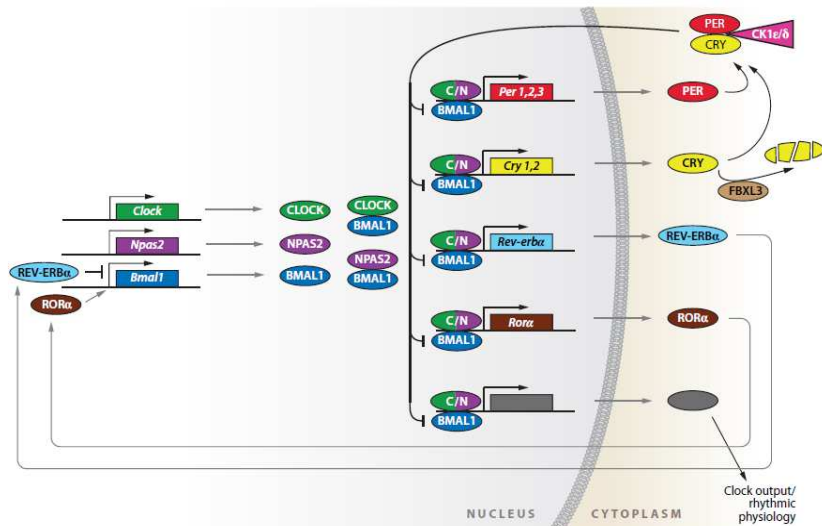 PER
CRY
CK1ε/δ
C/N
BMAL1
Per 1,2,3
PER
C/N
BMAL1
Cry 1,2
CRY
FBXL3
Clock
CLOCK
CLOCK
BMAL1
Npas2
NPAS2
NPAS2
BMAL1
REV-ERBα
Bmal1
BMAL1
RORα
C/N
BMAL1
Rev-erbα
REV-ERBα
C/N
BMAL1
Rorα
RORα
C/N
BMAL1
Clock output/
rhythmic
physiology
NUCLEUS
CYTOPLASM